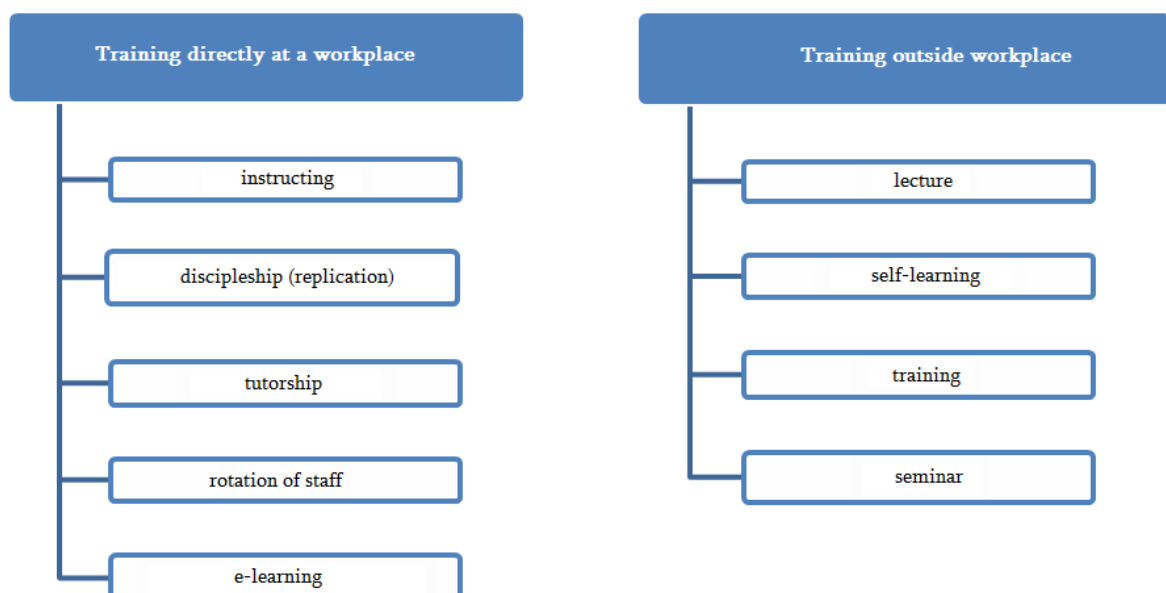 Training directly at a workplace
instructing
discipleship (replication)
tutorship
rotation of staff
e-learning
Training outside workplace
lecture
self-learning
training
seminar